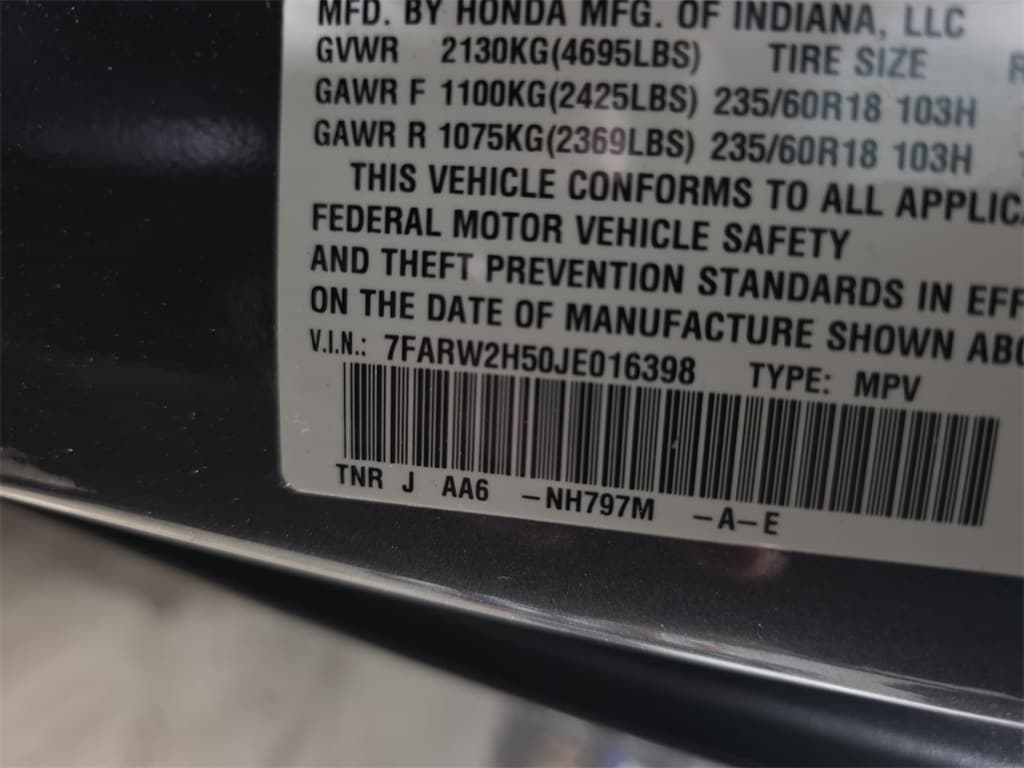 MFD. BY HONDA MFG. OF INDIANA, LLC
GVWR 2130KG(4695LBS) TIRE SIZE R
GAWR F 1100KG(2425LBS) 235/60R18 103H
GAWR R 1075KG(2369LBS) 235/60R18 103H
THIS VEHICLE CONFORMS TO ALL APPLIC
FEDERAL MOTOR VEHICLE SAFETY
AND THEFT PREVENTION STANDARDS IN EFF
ON THE DATE OF MANUFACTURE SHOWN ABO
V.I.N.: 7FARW2H50JE016398 TYPE: MPV
TNR J AA6 -NH797M -A-E